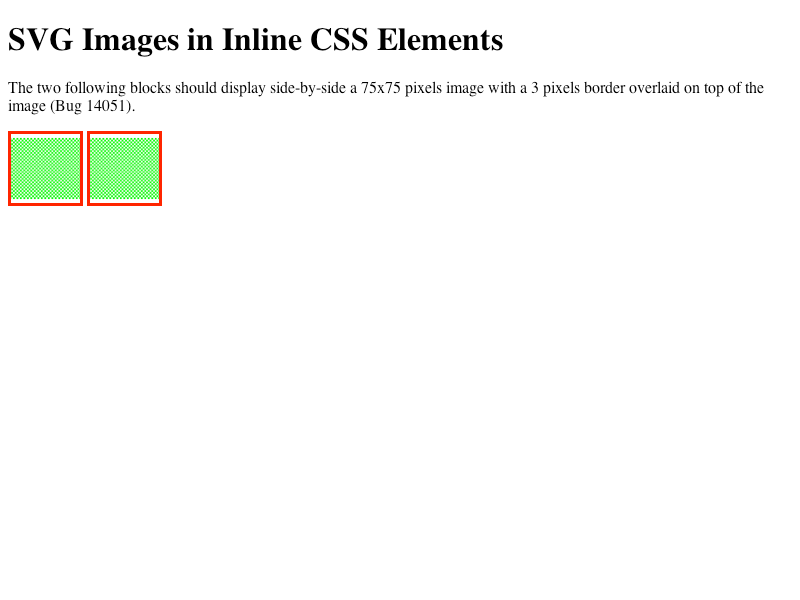 SVG Images in Inline CSS Elements
The two following blocks should display side-by-side a 75x75 pixels image with a 3 pixels border overlaid on top of the
image (Bug 14051).